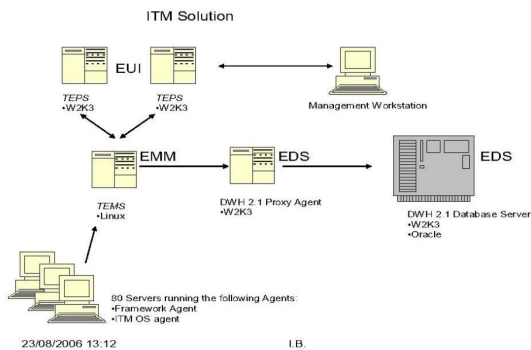 ITM Solution
EUI
TEPS
•W2K3
TEPS
•W2K3
Management Workstation
EMM
EDS
EDS
TEMS
•Linux
DWH 2.1 Proxy Agent
•W2K3
DWH 2.1 Database Server
•W2K3
•Oracle
80 Servers running the following Agents:
•Framework Agent
•ITM OS agent
23/08/2006 13:12
I.B.